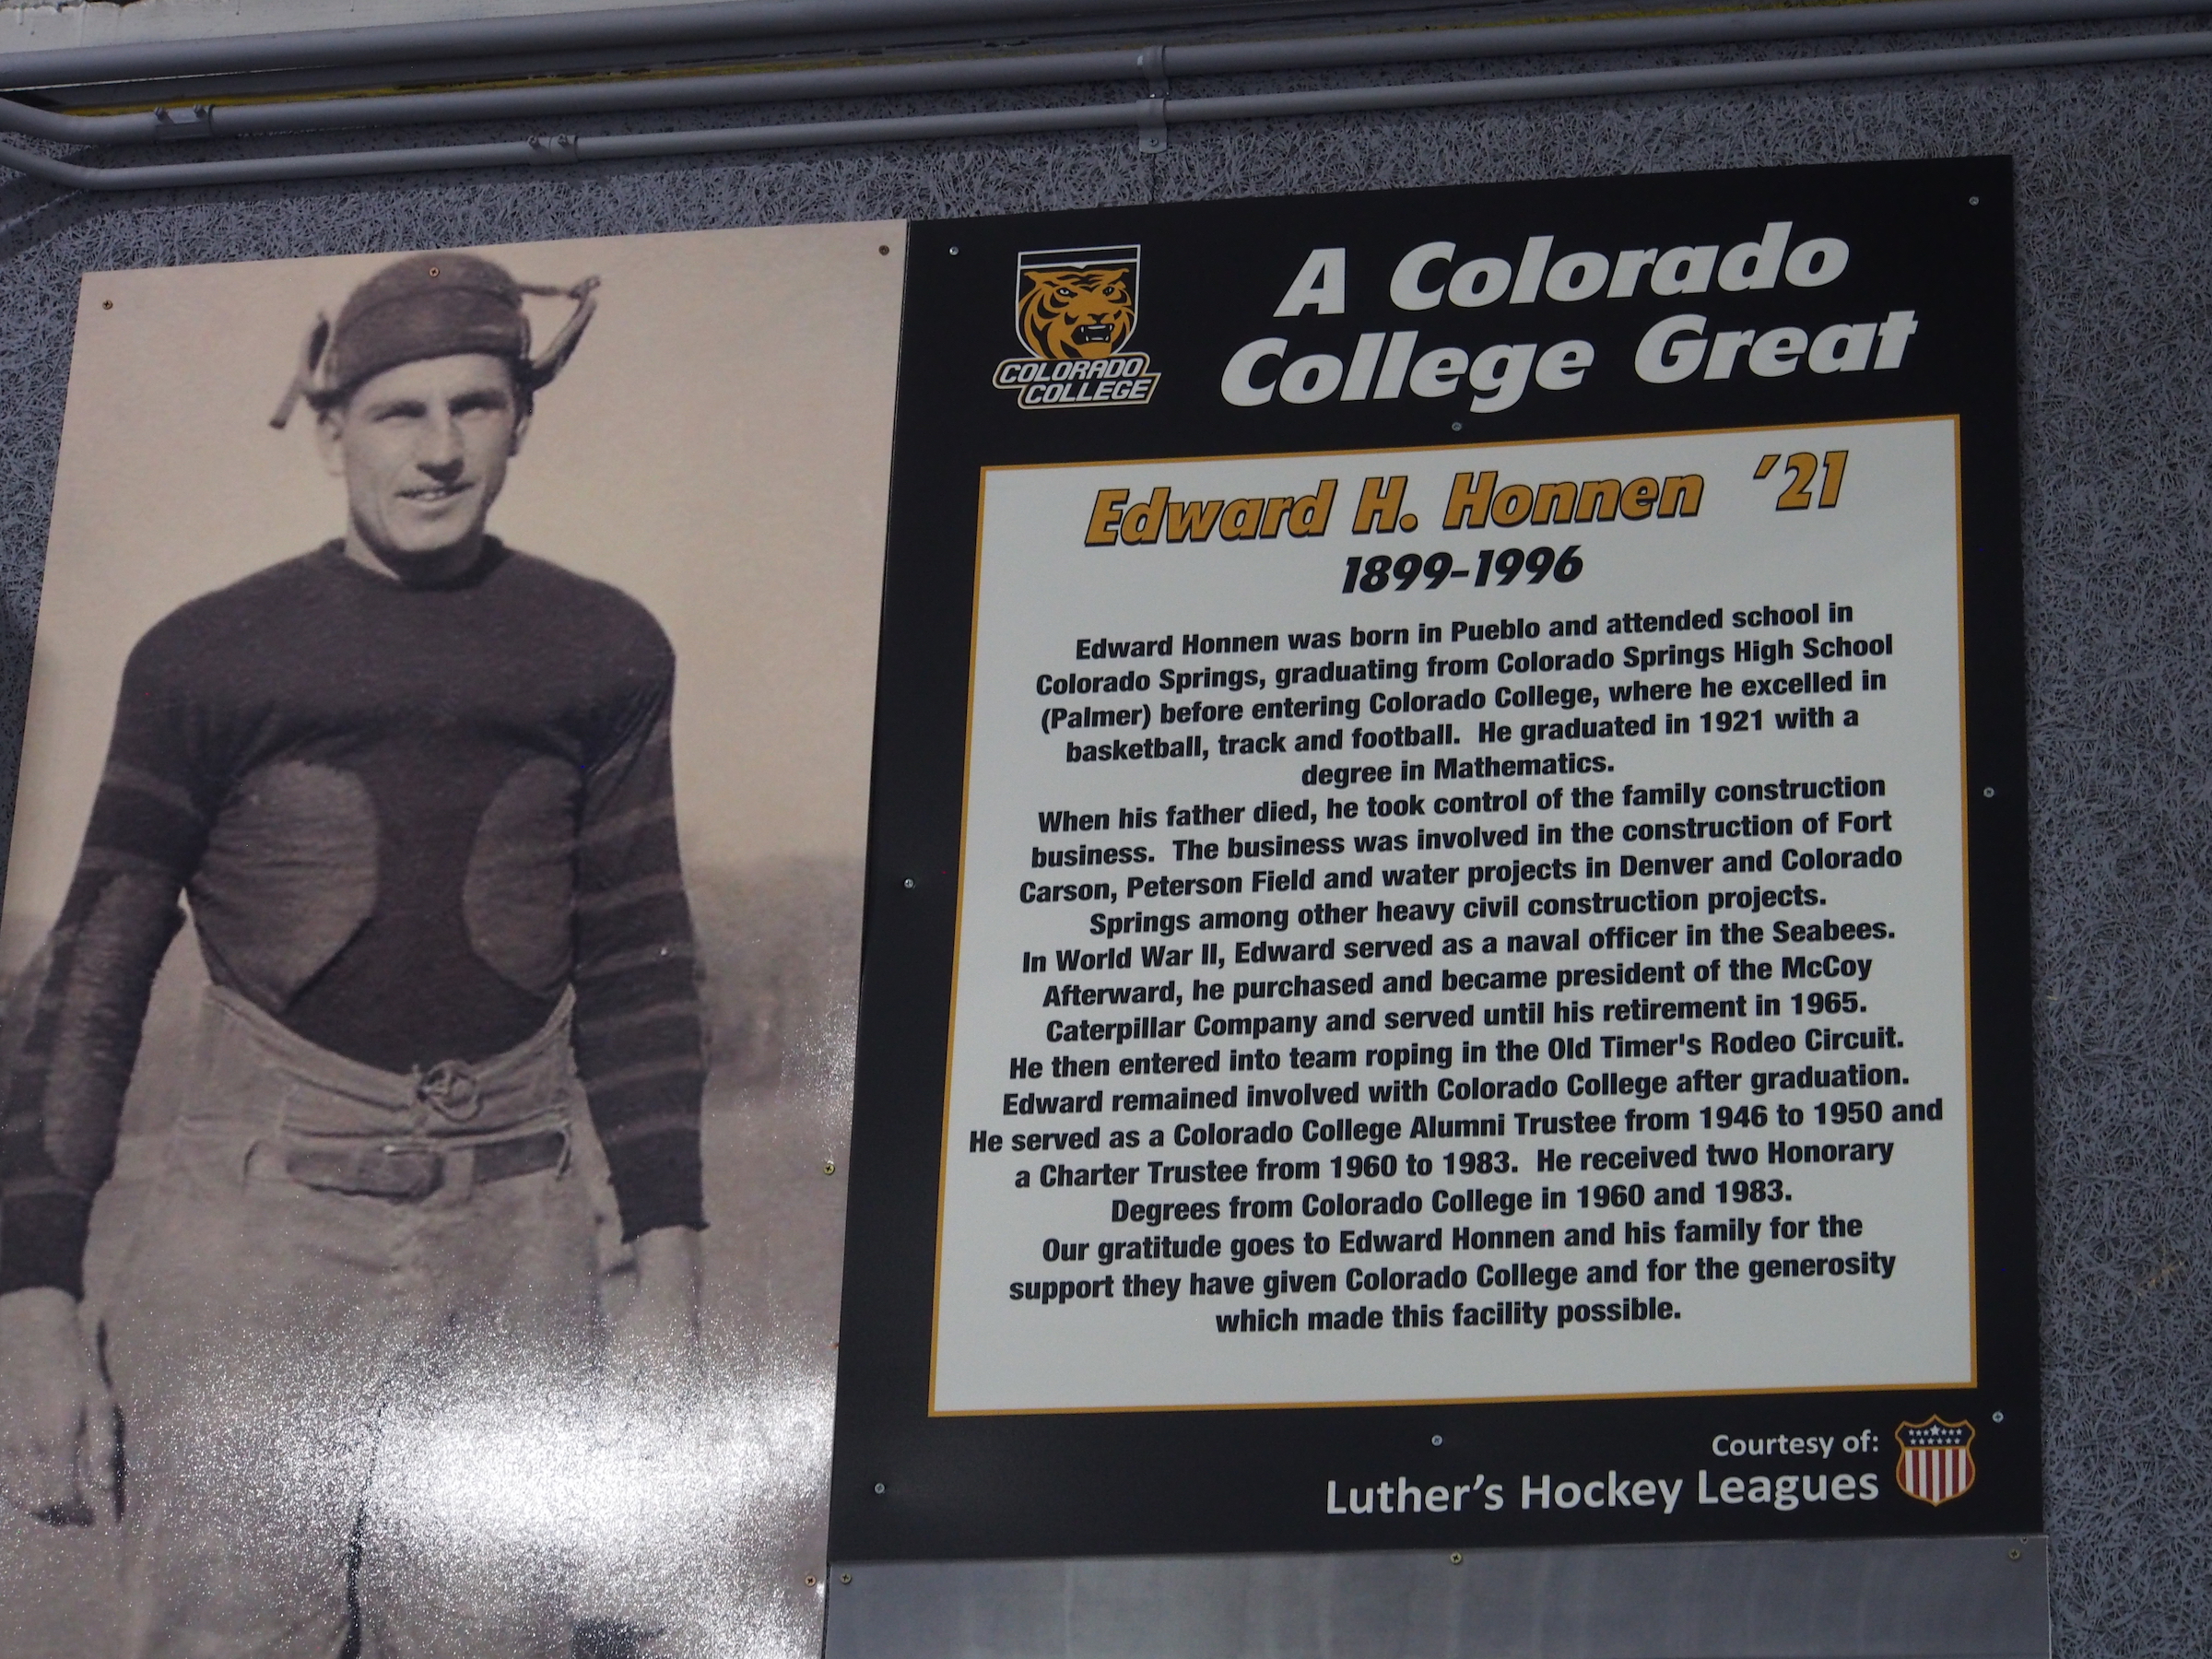 COLORADO
COLLEGE
A Colorado
College Great
Edward H. Honnen '21
1899-1996
Edward Honnen was born in Pueblo and attended school in
Colorado Springs, graduating from Colorado Springs High School
(Palmer) before entering Colorado College, where he excelled in
basketball, track and football. He graduated in 1921 with a
degree in Mathematics.
When his father died, he took control of the family construction
business. The business was involved in the construction of Fort
Carson, Peterson Field and water projects in Denver and Colorado
Springs among other heavy civil construction projects.
In World War II, Edward served as a naval officer in the Seabees.
Afterward, he purchased and became president of the McCoy
Caterpillar Company and served until his retirement in 1965.
He then entered into team roping in the Old Timer's Rodeo Circuit.
Edward remained involved with Colorado College after graduation.
He served as a Colorado College Alumni Trustee from 1946 to 1950 and
a Charter Trustee from 1960 to 1983. He received two Honorary
Degrees from Colorado College in 1960 and 1983.
Our gratitude goes to Edward Honnen and his family for the
support they have given Colorado College and for the generosity
which made this facility possible.
Courtesy of:
Luther's Hockey Leagues